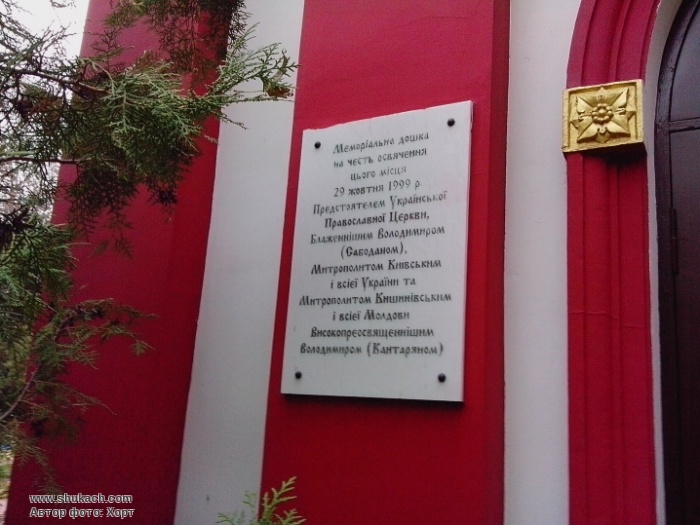 Меморіальна дошка
на честь освячення
цього місця
29 жовтня 1999 р
Предстоятелем Української
Православної Церкви,
Блаженнішим Володимиром
(Сабоданом),
Митрополитом Київським
і всієї України та
Митрополитом Кишинівським
і всієї Молдови
Високопреосвященнішим
Володимиром (Кантаряном)
www.shukach.com
Автор фото: Хорт